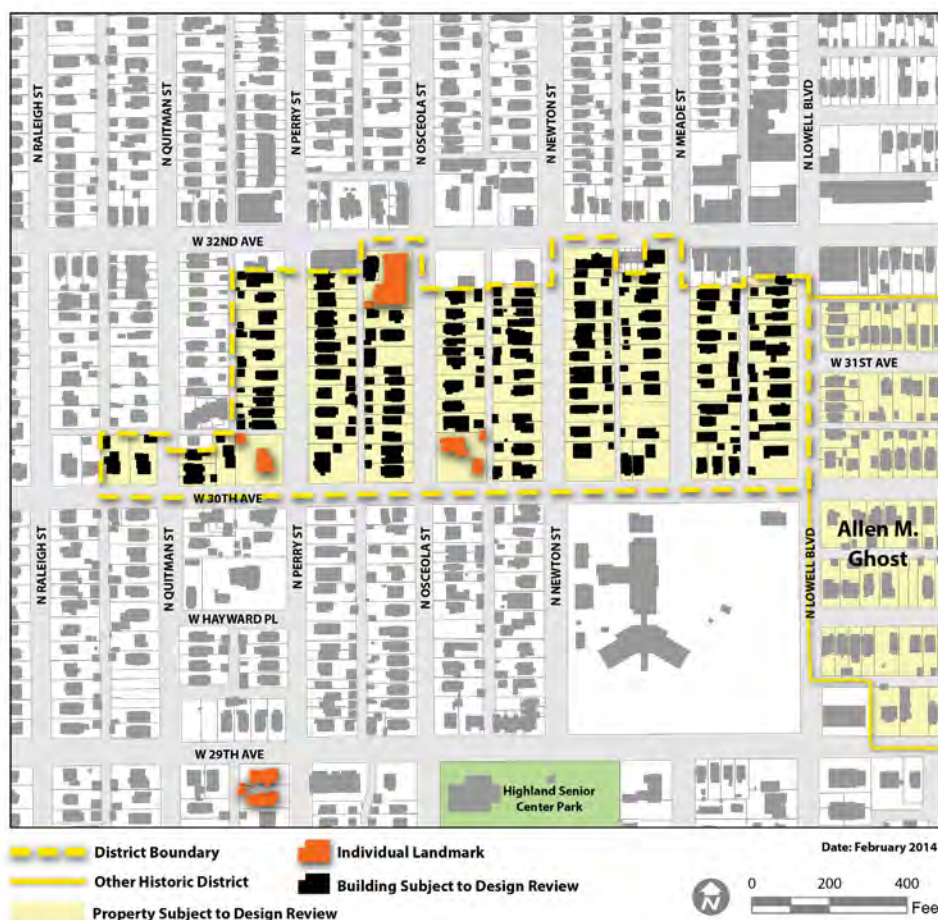 N RALEIGH ST
N QUITMAN ST
N PERRY ST
N OSCEOLA ST
N NEWTON ST
N MEADE ST
N LOWELL BLVD
W 32ND AVE
W 31ST AVE
W 30TH AVE
Allen M.
Ghost
N RALEIGH ST
N QUITMAN ST
N PERRY ST
N OSCEOLA ST
N NEWTON ST
N LOWELL BLVD
W HAYWARD PL
W 29TH AVE
Highland Senior
Center Park
District Boundary
Individual Landmark
Date: February 2014
Other Historic District
Building Subject to Design Review
Property Subject to Design Review
N
0 200 400
Fee